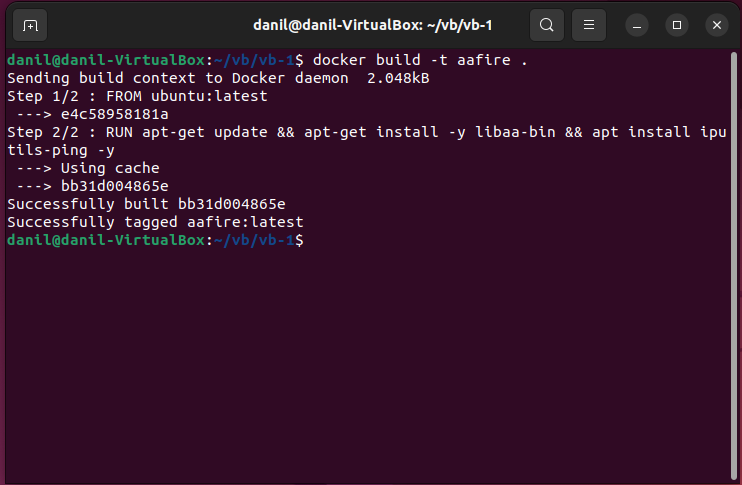 danil@danil-VirtualBox: ~/vb/vb-1
danil@danil-VirtualBox:~/vb/vb-1$ docker build -t aafire .
Sending build context to Docker daemon  2.048kB
Step 1/2 : FROM ubuntu:latest
 ---> e4c58958181a
Step 2/2 : RUN apt-get update && apt-get install -y libaa-bin && apt install ipu
tils-ping -y
 ---> Using cache
 ---> bb31d004865e
Successfully built bb31d004865e
Successfully tagged aafire:latest
danil@danil-VirtualBox:~/vb/vb-1$